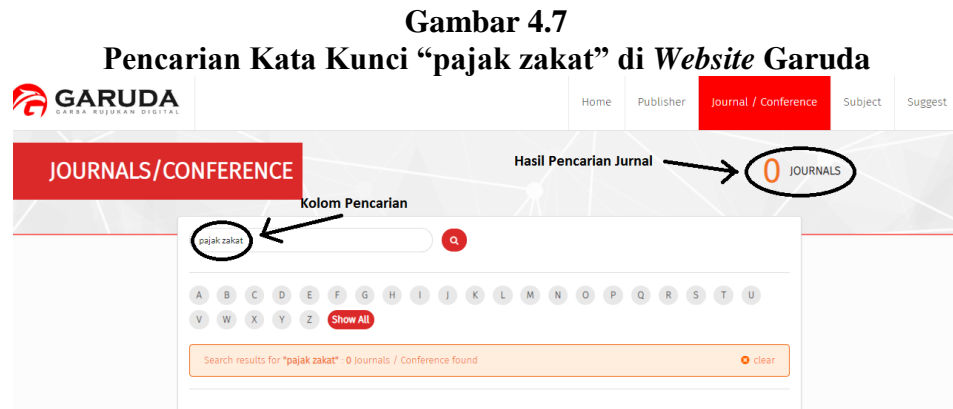 Gambar 4.7
Pencarian Kata Kunci “pajak zakat” di Website Garuda
GARUDA
GARBA RUJUKAN DIGITAL
Home Publisher Journal / Conference Subject Suggest
JOURNALS/CONFERENCE
Hasil Pencarian Jurnal
0 JOURNALS
Kolom Pencarian
pajak zakat
A B C D E F G H I J K L M N O P Q R S T U
V W X Y Z Show All
Search results for "pajak zakat" : 0 Journals / Conference found
clear